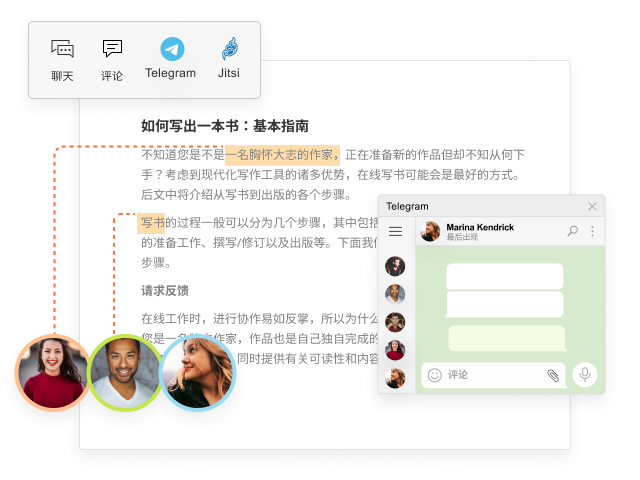 聊天
评论
Telegram
Jitsi
如何写出一本书：基本指南
不知道您是不是一名胸怀大志的作家，正在准备新的作品但却不知从何下
手？考虑到现代化写作工具的诸多优势，在线写书可能会是最好的方式。
后文中将介绍从写书到出版的各个步骤。
写书的过程一般可以分为几个步骤，其中包括
的准备工作、撰写/修订以及出版等。下面我们
步骤。
请求反馈
在线工作时，进行协作易如反掌，所以为什么
您是一名独立作家，作品也是自己独自完成的
同时提供有关可读性和内容
Telegram
Marina Kendrick
最后出现
评论